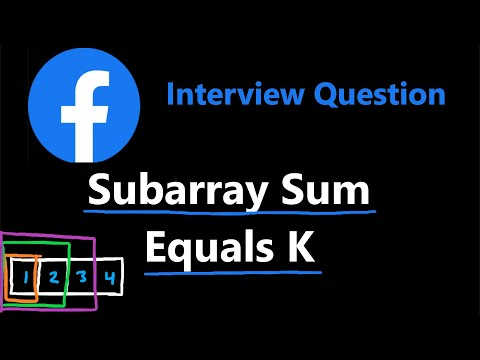 Interview Question
Subarray Sum
Equals K
1 2 3 4